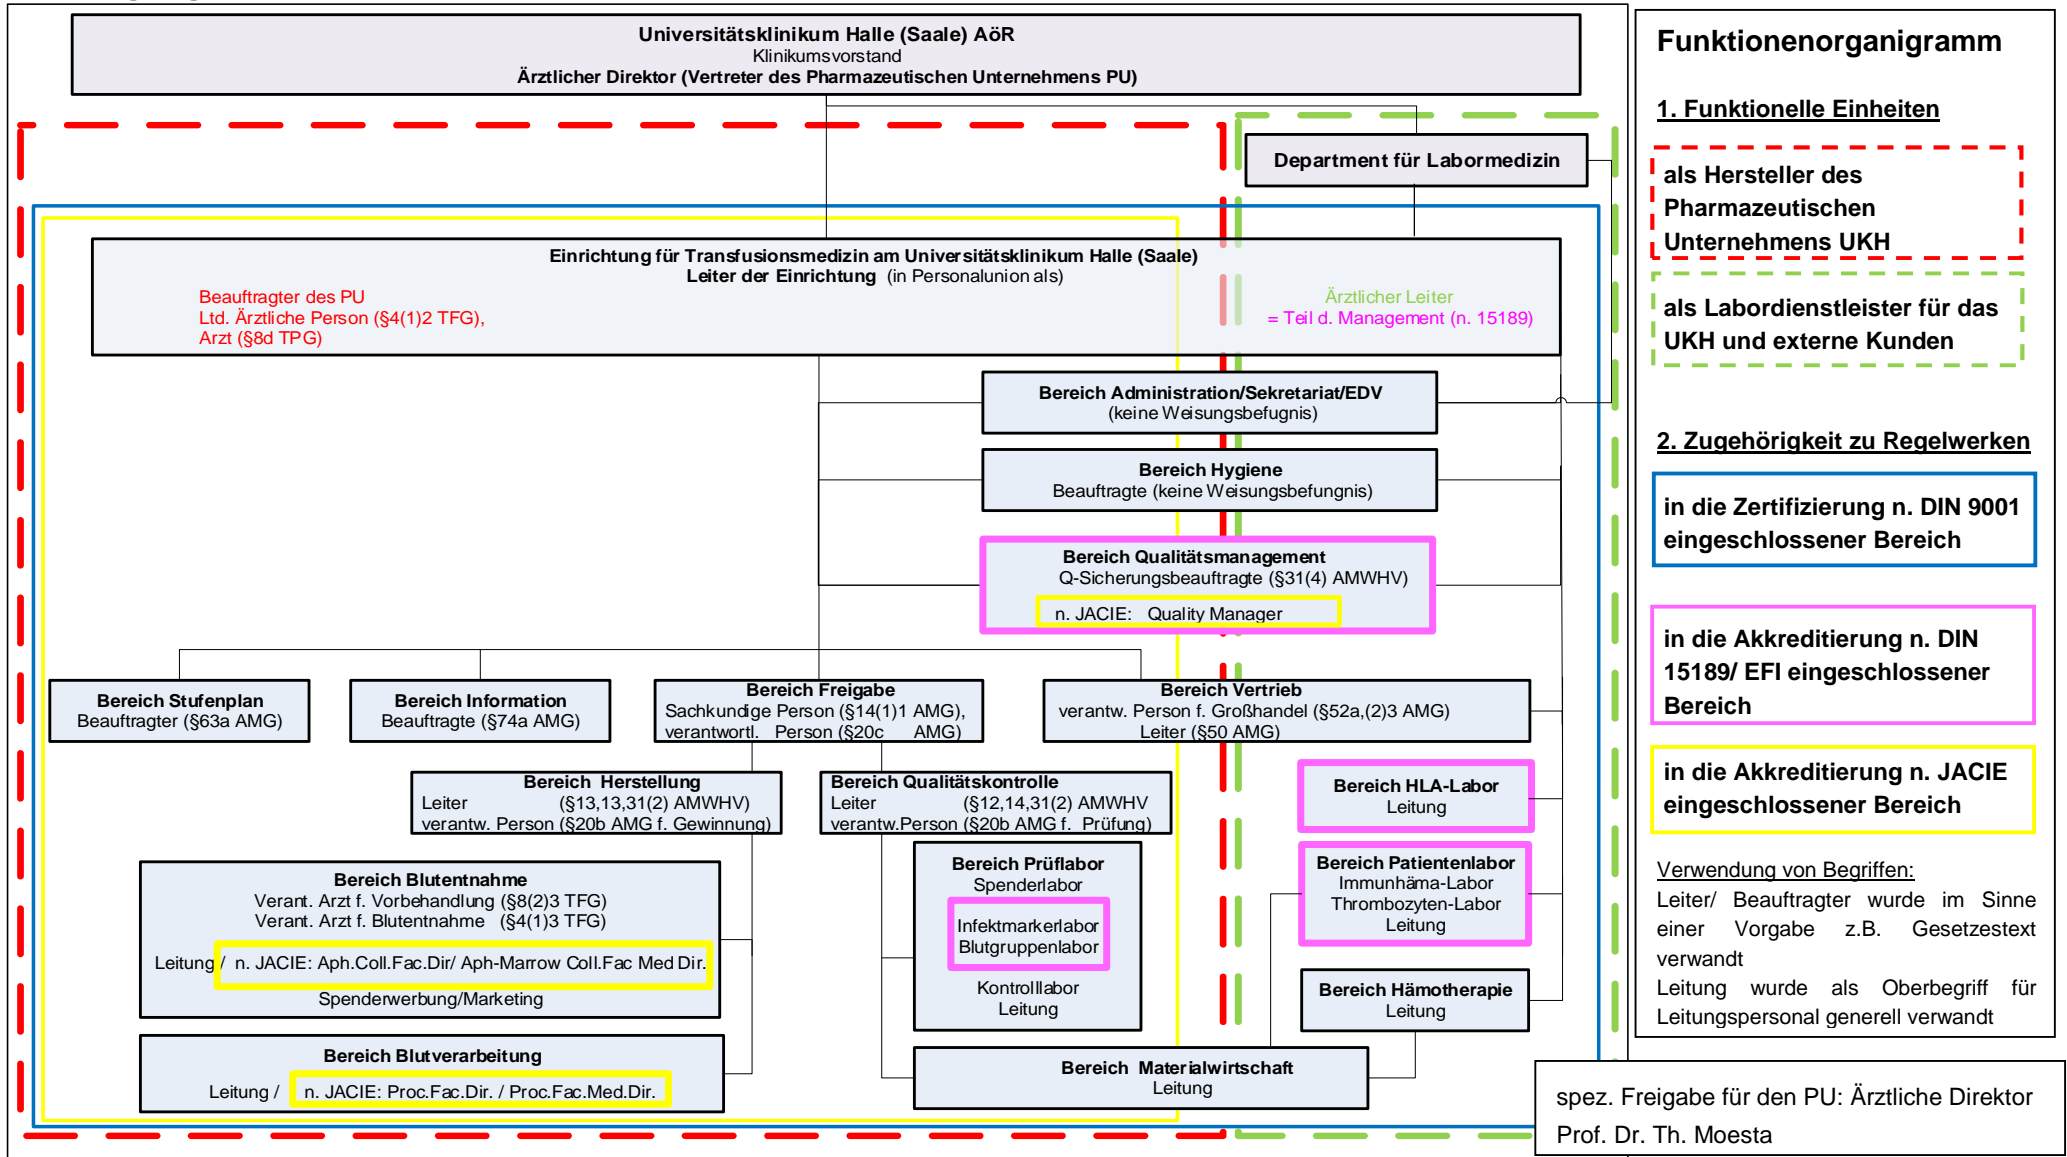 Universitätsklinikum Halle (Saale) AöR
Klinikumsvorstand
Ärztlicher Direktor (Vertreter des Pharmazeutischen Unternehmens PU)
Department für Labormedizin
Einrichtung für Transfusionsmedizin am Universitätsklinikum Halle (Saale)
Leiter der Einrichtung (in Personalunion als)
Beauftragter des PU
Ltd. Ärztliche Person (§4(1)2 TFG),
Arzt (§8d TPG)
Ärztlicher Leiter
= Teil d. Management (n. 15189)
Bereich Administration/Sekretariat/EDV
(keine Weisungsbefugnis)
Bereich Hygiene
Beauftragte (keine Weisungsbefungnis)
Bereich Qualitätsmanagement
Q-Sicherungsbeauftragte (§31(4) AMWHV)
n. JACIE: Quality Manager
Bereich Stufenplan
Beauftragter (§63a AMG)
Bereich Information
Beauftragte (§74a AMG)
Bereich Freigabe
Sachkundige Person (§14(1)1 AMG),
verantwortl. Person (§20c AMG)
Bereich Vertrieb
verantw. Person f. Großhandel (§52a,(2)3 AMG)
Leiter (§50 AMG)
Bereich Herstellung
Leiter (§13,13,31(2) AMWHV)
verantw. Person (§20b AMG f. Gewinnung)
Bereich Qualitätskontrolle
Leiter (§12,14,31(2) AMWHV
verantw.Person (§20b AMG f. Prüfung)
Bereich HLA-Labor
Leitung
Bereich Blutentnahme
Verant. Arzt f. Vorbehandlung (§8(2)3 TFG)
Verant. Arzt f. Blutentnahme (§4(1)3 TFG)
Leitung / n. JACIE: Aph.Coll.Fac.Dir/ Aph-Marrow Coll.Fac Med Dir.
Spenderwerbung/Marketing
Bereich Prüflabor
Spenderlabor
Infektmarkerlabor
Blutgruppenlabor
Kontrolllabor
Leitung
Bereich Patientenlabor
Immunhäma-Labor
Thrombozyten-Labor
Leitung
Bereich Hämotherapie
Leitung
Bereich Blutverarbeitung
Leitung / n. JACIE: Proc.Fac.Dir. / Proc.Fac.Med.Dir.
Bereich Materialwirtschaft
Leitung
Funktionenorganigramm
1. Funktionelle Einheiten
als Hersteller des
Pharmazeutischen
Unternehmens UKH
als Labordienstleister für das
UKH und externe Kunden
2. Zugehörigkeit zu Regelwerken
in die Zertifizierung n. DIN 9001
eingeschlossener Bereich
in die Akkreditierung n. DIN
15189/ EFI eingeschlossener
Bereich
in die Akkreditierung n. JACIE
eingeschlossener Bereich
Verwendung von Begriffen:
Leiter/ Beauftragter wurde im Sinne
einer Vorgabe z.B. Gesetzestext
verwandt
Leitung wurde als Oberbegriff für
Leitungspersonal generell verwandt
spez. Freigabe für den PU: Ärztliche Direktor
Prof. Dr. Th. Moesta